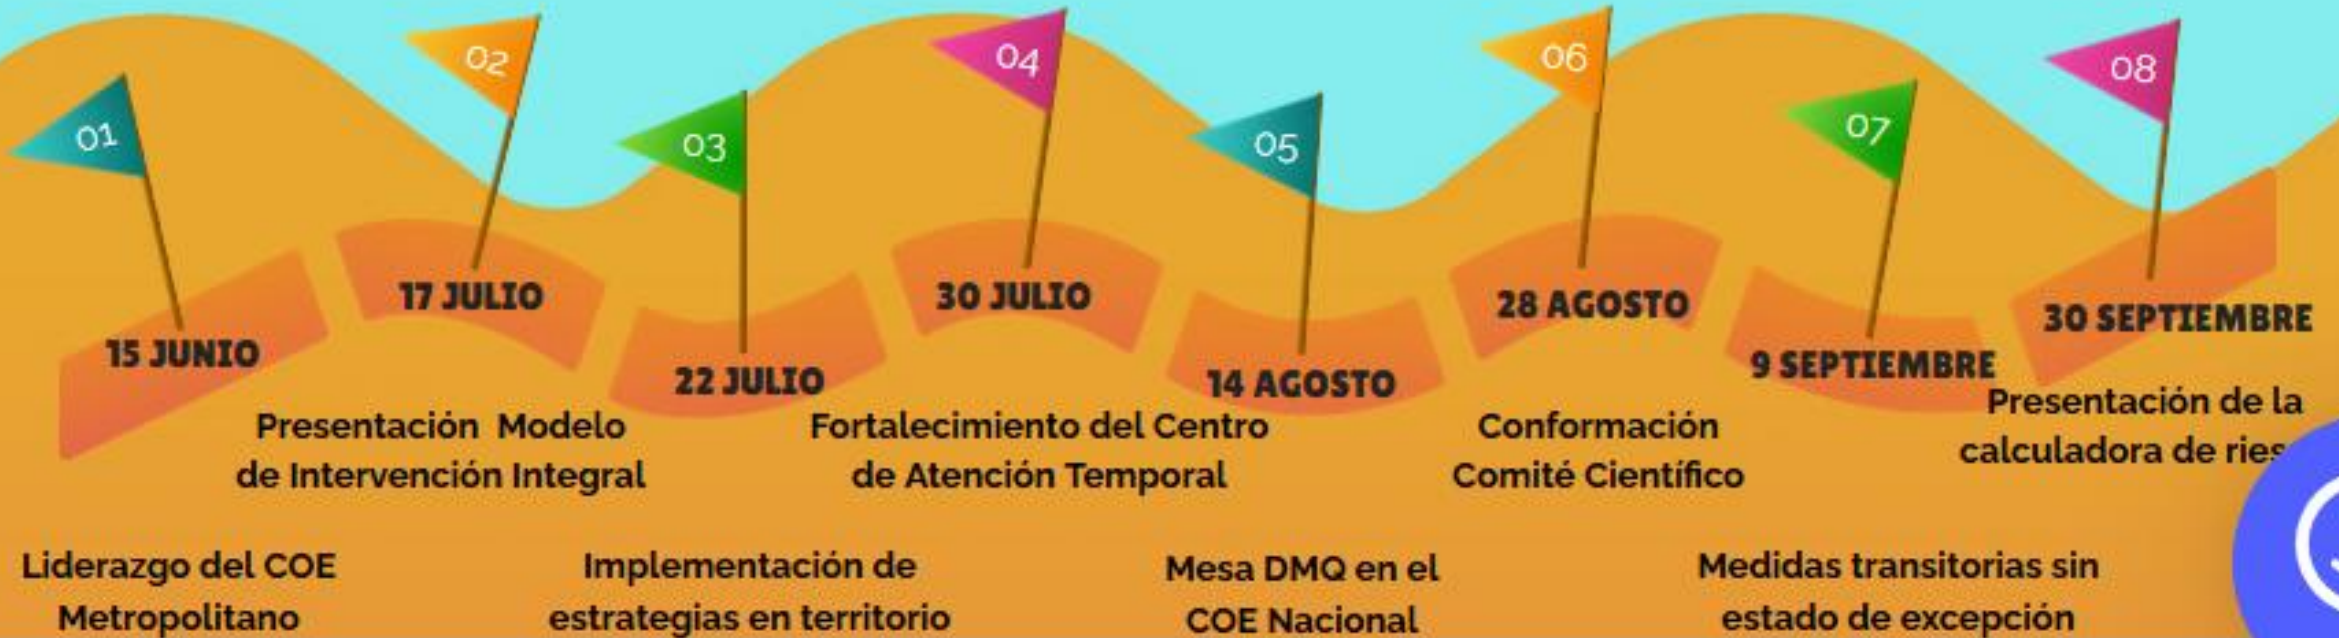 01
02
03
04
05
06
07
08
15 JUNIO
17 JULIO
22 JULIO
30 JULIO
14 AGOSTO
28 AGOSTO
9 SEPTIEMBRE
30 SEPTIEMBRE
Liderazgo del COE
Metropolitano
Presentación Modelo
de Intervención Integral
Implementación de
estrategias en territorio
Fortalecimiento del Centro
de Atención Temporal
Mesa DMQ en el
COE Nacional
Conformación
Comité Científico
Medidas transitorias sin
estado de excepción
Presentación de la
calculadora de